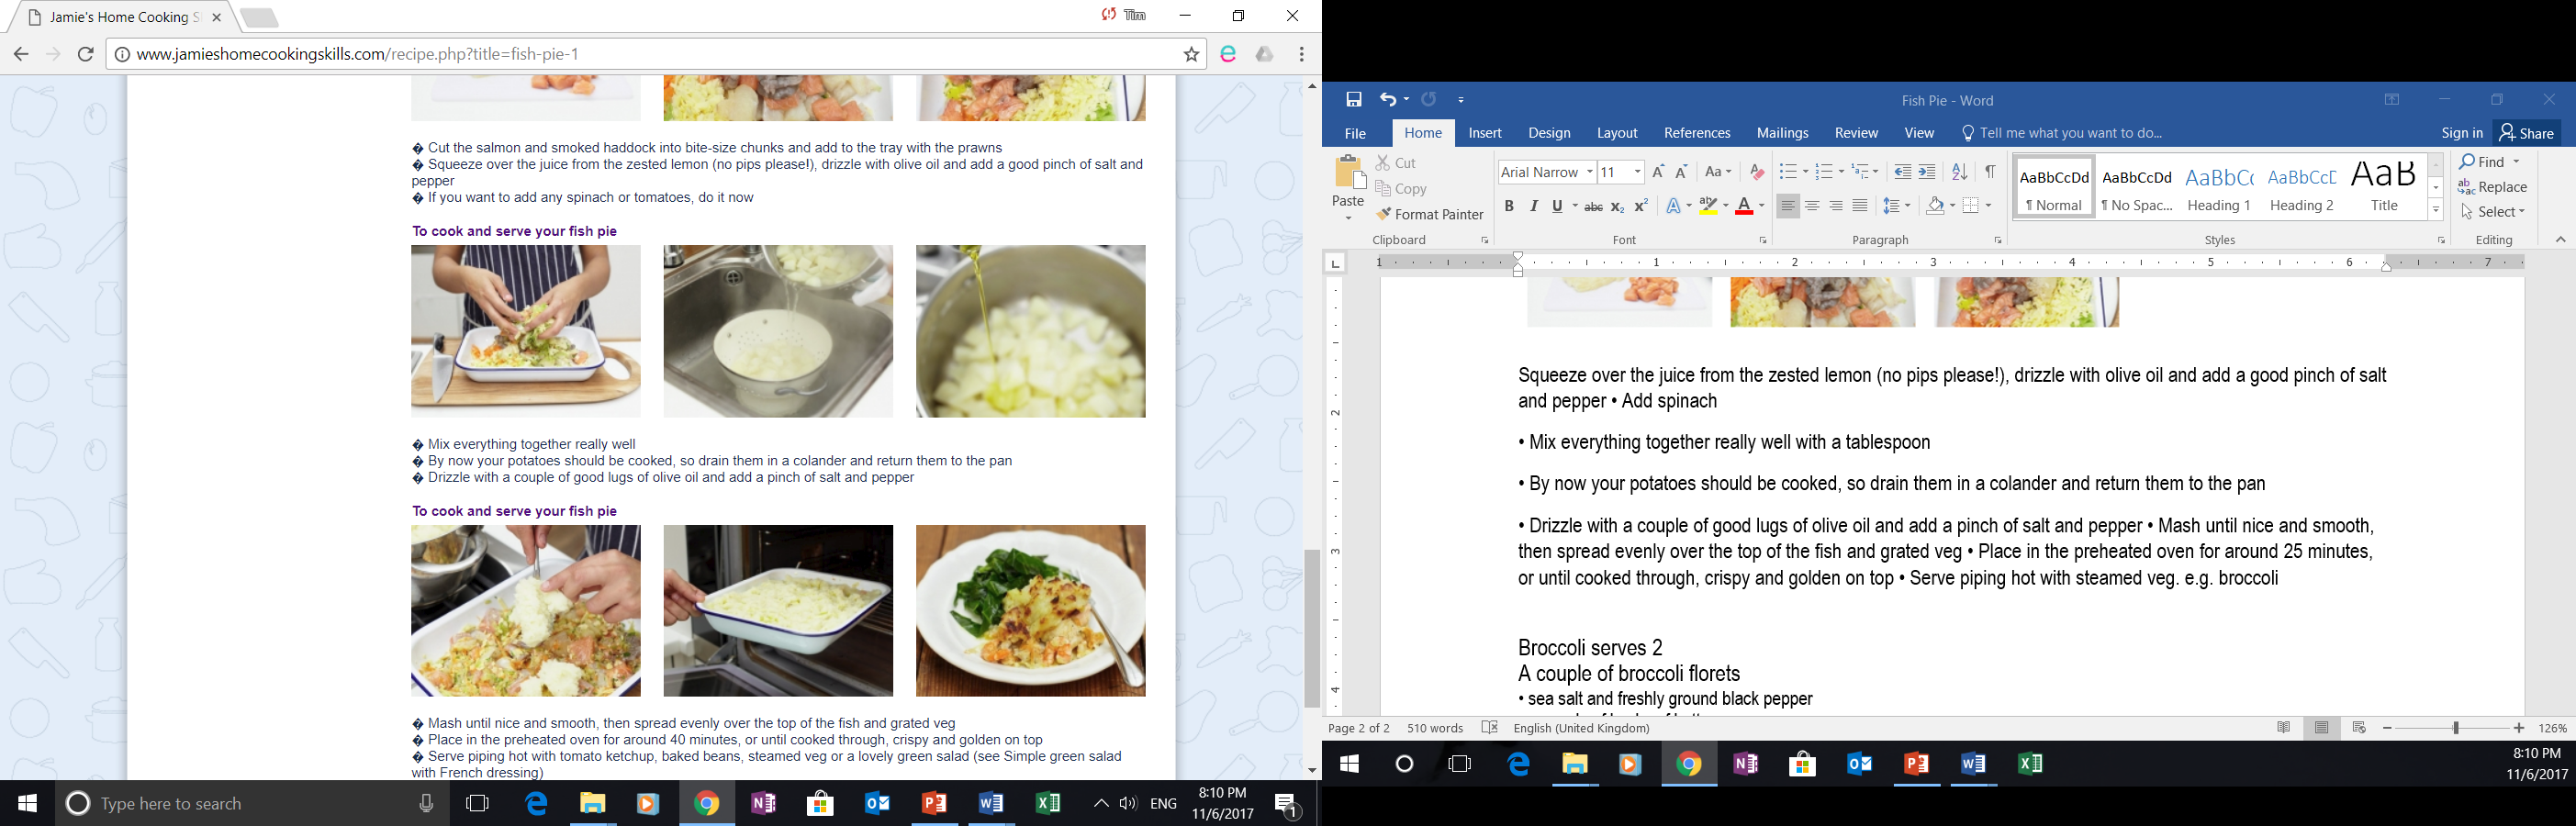 Jamie's Home Cooking S
Tim
www.jamieshomecookingskills.com/recipe.php?title=fish-pie-1
� Cut the salmon and smoked haddock into bite-size chunks and add to the tray with the prawns
� Squeeze over the juice from the zested lemon (no pips please!), drizzle with olive oil and add a good pinch of salt and
pepper
� If you want to add any spinach or tomatoes, do it now
To cook and serve your fish pie
� Mix everything together really well
� By now your potatoes should be cooked, so drain them in a colander and return them to the pan
� Drizzle with a couple of good lugs of olive oil and add a pinch of salt and pepper
To cook and serve your fish pie
� Mash until nice and smooth, then spread evenly over the top of the fish and grated veg
� Place in the preheated oven for around 40 minutes, or until cooked through, crispy and golden on top
� Serve piping hot with tomato ketchup, baked beans, steamed veg or a lovely green salad (see Simple green salad
with French dressing)
Type here to search
ENG
8:10 PM
11/6/2017
1
Fish Pie - Word
File Home Insert Design Layout References Mailings Review View Tell me what you want to do... Sign in Share
Paste
Cut
Copy
Format Painter
Clipboard
Arial Narrow 11
Font
Paragraph
AaBbCcDd AaBbCcDd AaBbC AaBbCcD AaB
¶ Normal ¶ No Spac... Heading 1 Heading 2 Title
Styles
Find
Replace
Select
Editing
1 1 2 3 4 5 6 7
2
3
4
Squeeze over the juice from the zested lemon (no pips please!), drizzle with olive oil and add a good pinch of salt
and pepper • Add spinach
• Mix everything together really well with a tablespoon
• By now your potatoes should be cooked, so drain them in a colander and return them to the pan
• Drizzle with a couple of good lugs of olive oil and add a pinch of salt and pepper • Mash until nice and smooth,
then spread evenly over the top of the fish and grated veg • Place in the preheated oven for around 25 minutes,
or until cooked through, crispy and golden on top • Serve piping hot with steamed veg. e.g. broccoli
Broccoli serves 2
A couple of broccoli florets
• sea salt and freshly ground black pepper
Page 2 of 2 510 words English (United Kingdom) 126%
8:10 PM
11/6/2017